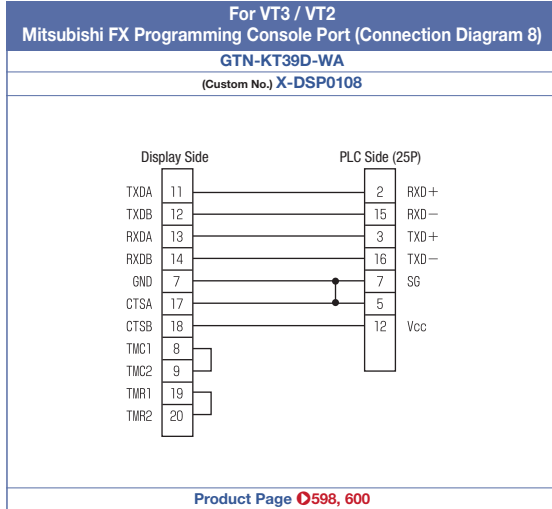 For VT3 / VT2
Mitsubishi FX Programming Console Port (Connection Diagram 8)
GTN-KT39D-WA
(Custom No.) X-DSP0108
Display Side PLC Side (25P)
TXDA 11 2 RXD+
TXDB 12 15 RXD−
RXDA 13 3 TXD+
RXDB 14 16 TXD−
GND 7 7 SG
CTSA 17 5
CTSB 18 12 Vcc
TMC1 8
TMC2 9
TMR1 19
TMR2 20
Product Page 598, 600